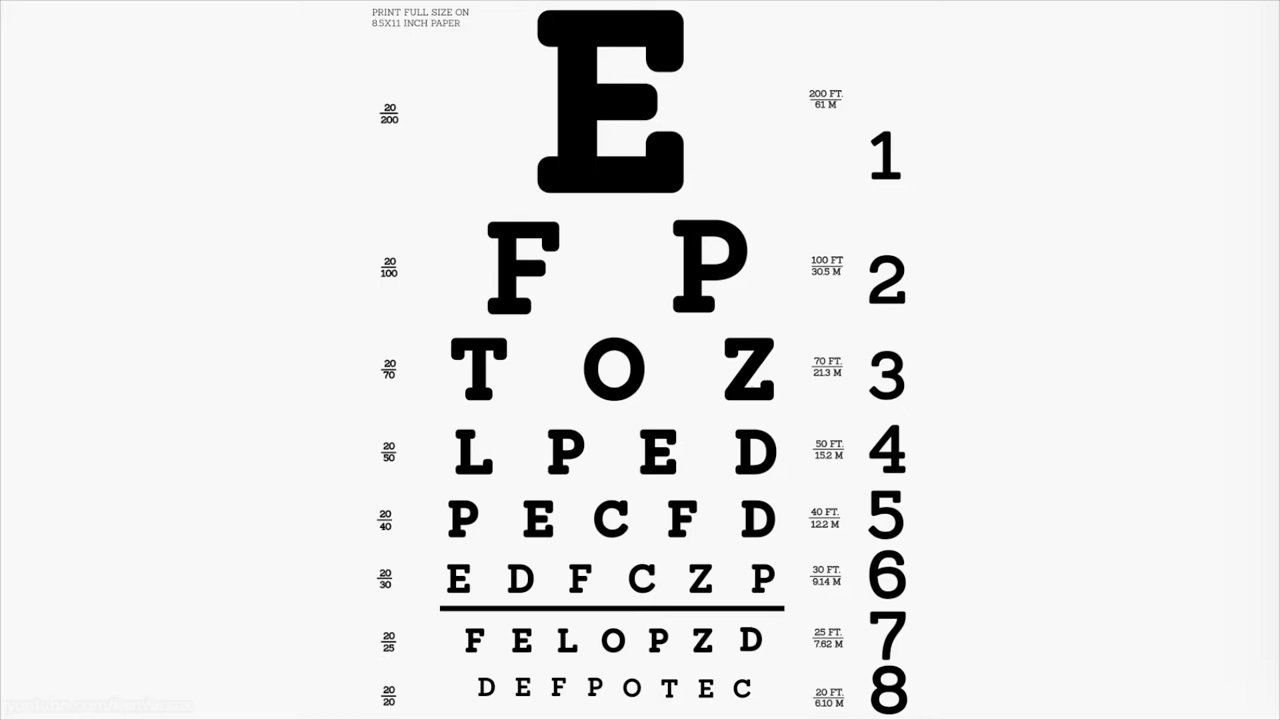 PRINT FULL SIZE ON
8.5X11 INCH PAPER
20/200 E 200 FT. 61 M 1
20/100 F P 100 FT 30.5 M 2
20/70 T O Z 70 FT. 21.3 M 3
20/50 L P E D 50 FT. 15.2 M 4
20/40 P E C F D 40 FT. 12.2 M 5
20/30 E D F C Z P 30 FT. 9.14 M 6
20/25 F E L O P Z D 25 FT. 7.62 M 7
20/20 D E F P O T E C 20 FT. 6.10 M 8